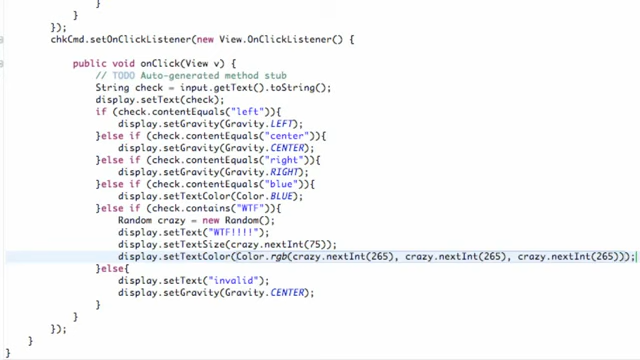 }
}
});
chkCmd.setOnClickListener(new View.OnClickListener() {
public void onClick(View v) {
// TODO Auto-generated method stub
String check = input.getText().toString();
display.setText(check);
if (check.contentEquals("left")){
display.setGravity(Gravity.LEFT);
}else if (check.contentEquals("center")){
display.setGravity(Gravity.CENTER);
}else if (check.contentEquals("right")){
display.setGravity(Gravity.RIGHT);
}else if (check.contentEquals("blue")){
display.setTextColor(Color.BLUE);
}else if (check.contains("WTF")){
Random crazy = new Random();
display.setText("WTF!!!!");
display.setTextSize(crazy.nextInt(75));
display.setTextColor(Color.rgb(crazy.nextInt(265), crazy.nextInt(265), crazy.nextInt(265)));
}else{
display.setText("invalid");
display.setGravity(Gravity.CENTER);
}
}
});
}
}